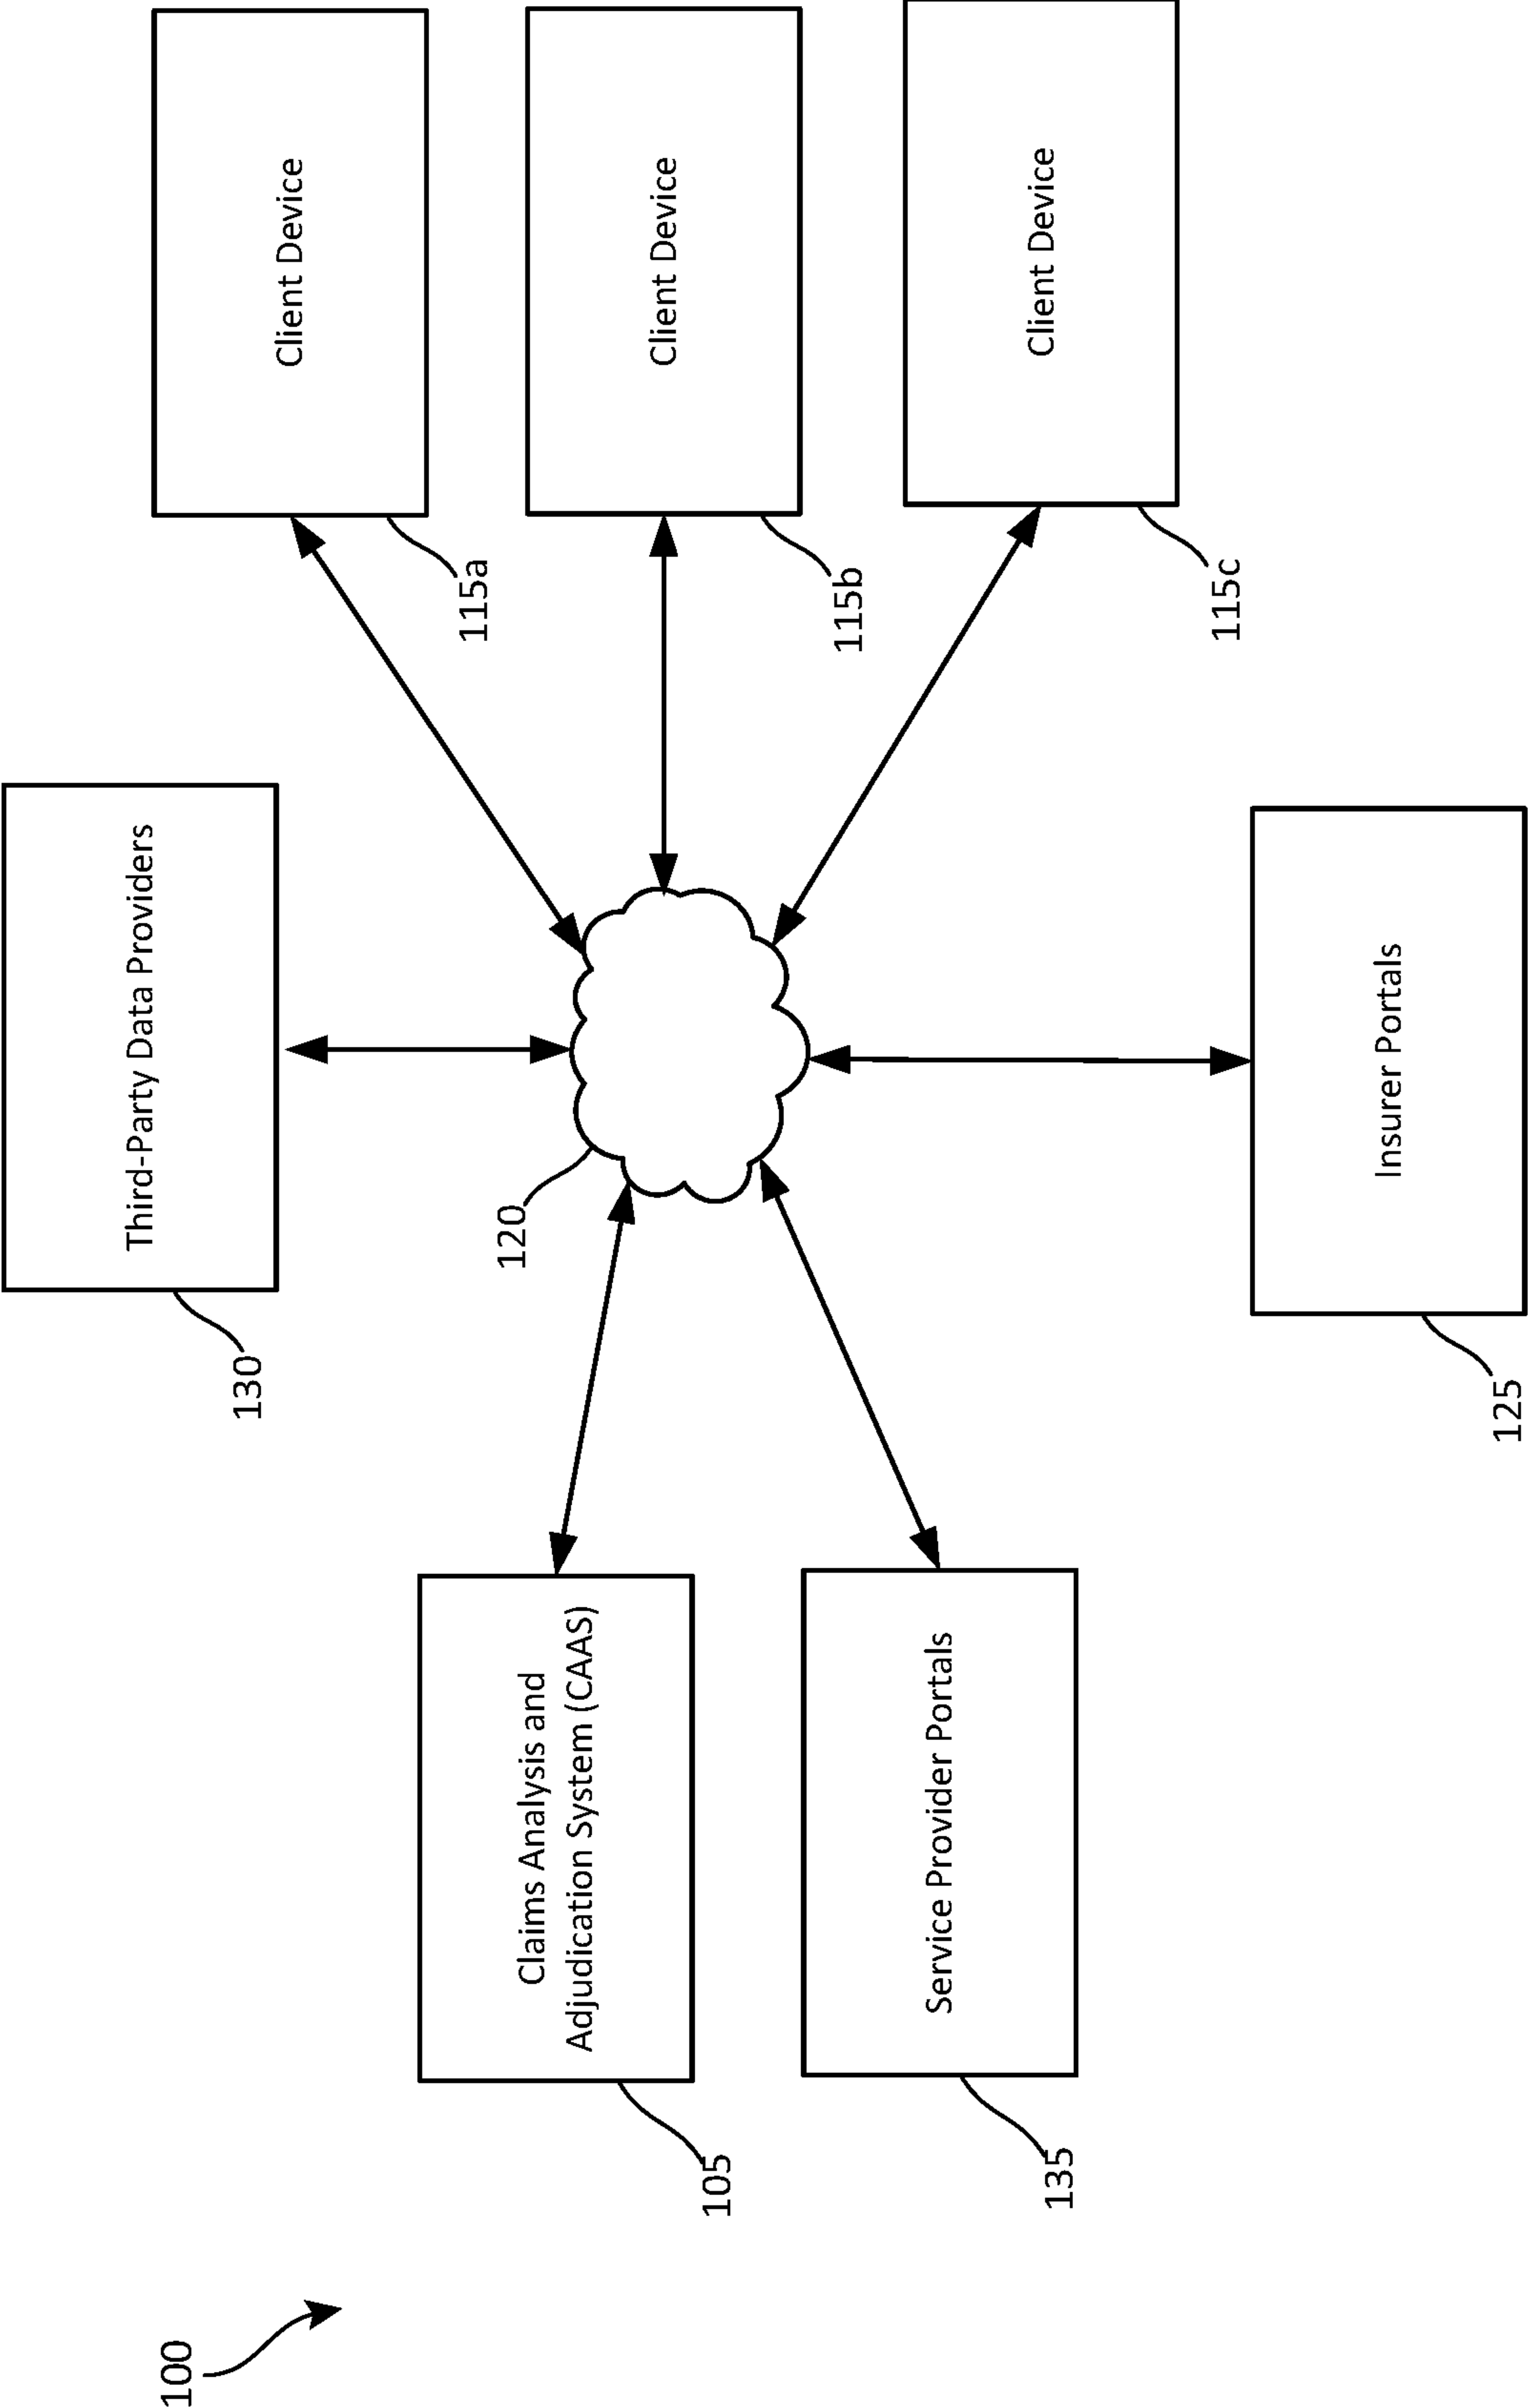 100
Third-Party Data Providers
130
Client Device
115a
Claims Analysis and
Adjudication System (CAAS)
105
120
Client Device
115b
Service Provider Portals
135
Client Device
115c
Insurer Portals
125